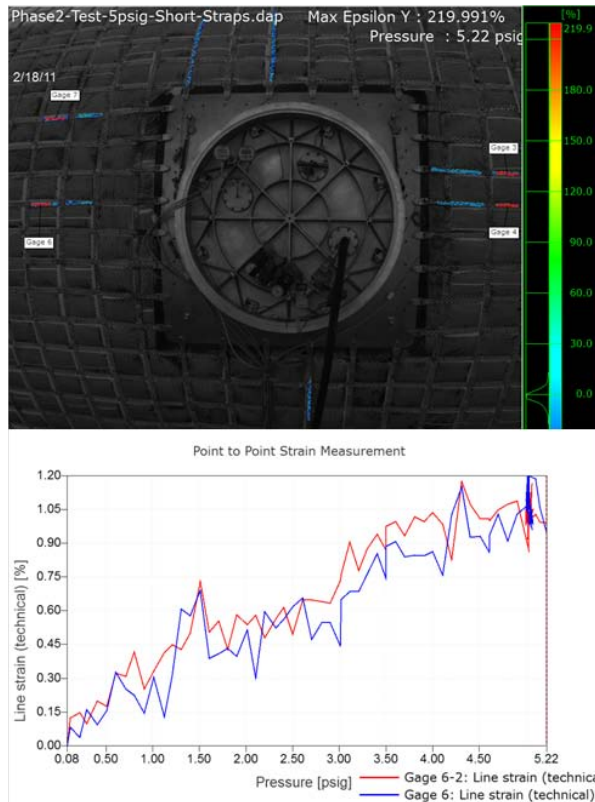 Phase2-Test-5psig-Short-Straps.dap Max Epsilon Y : 219.991%
Pressure : 5.22 psig
2/18/11
[%]
219.9
180.0
150.0
120.0
90.0
60.0
30.0
0.0
Gage 7
Gage 3
Gage 6
Gage 4
Point to Point Strain Measurement
Line strain (technical) [%]
1.20
1.05
0.90
0.75
0.60
0.45
0.30
0.15
0.00
0.08 0.50 1.00 1.50 2.00 2.50 3.00 3.50 4.00 4.50 5.22
Pressure [psig]
Gage 6-2: Line strain (technica
Gage 6: Line strain (technical)